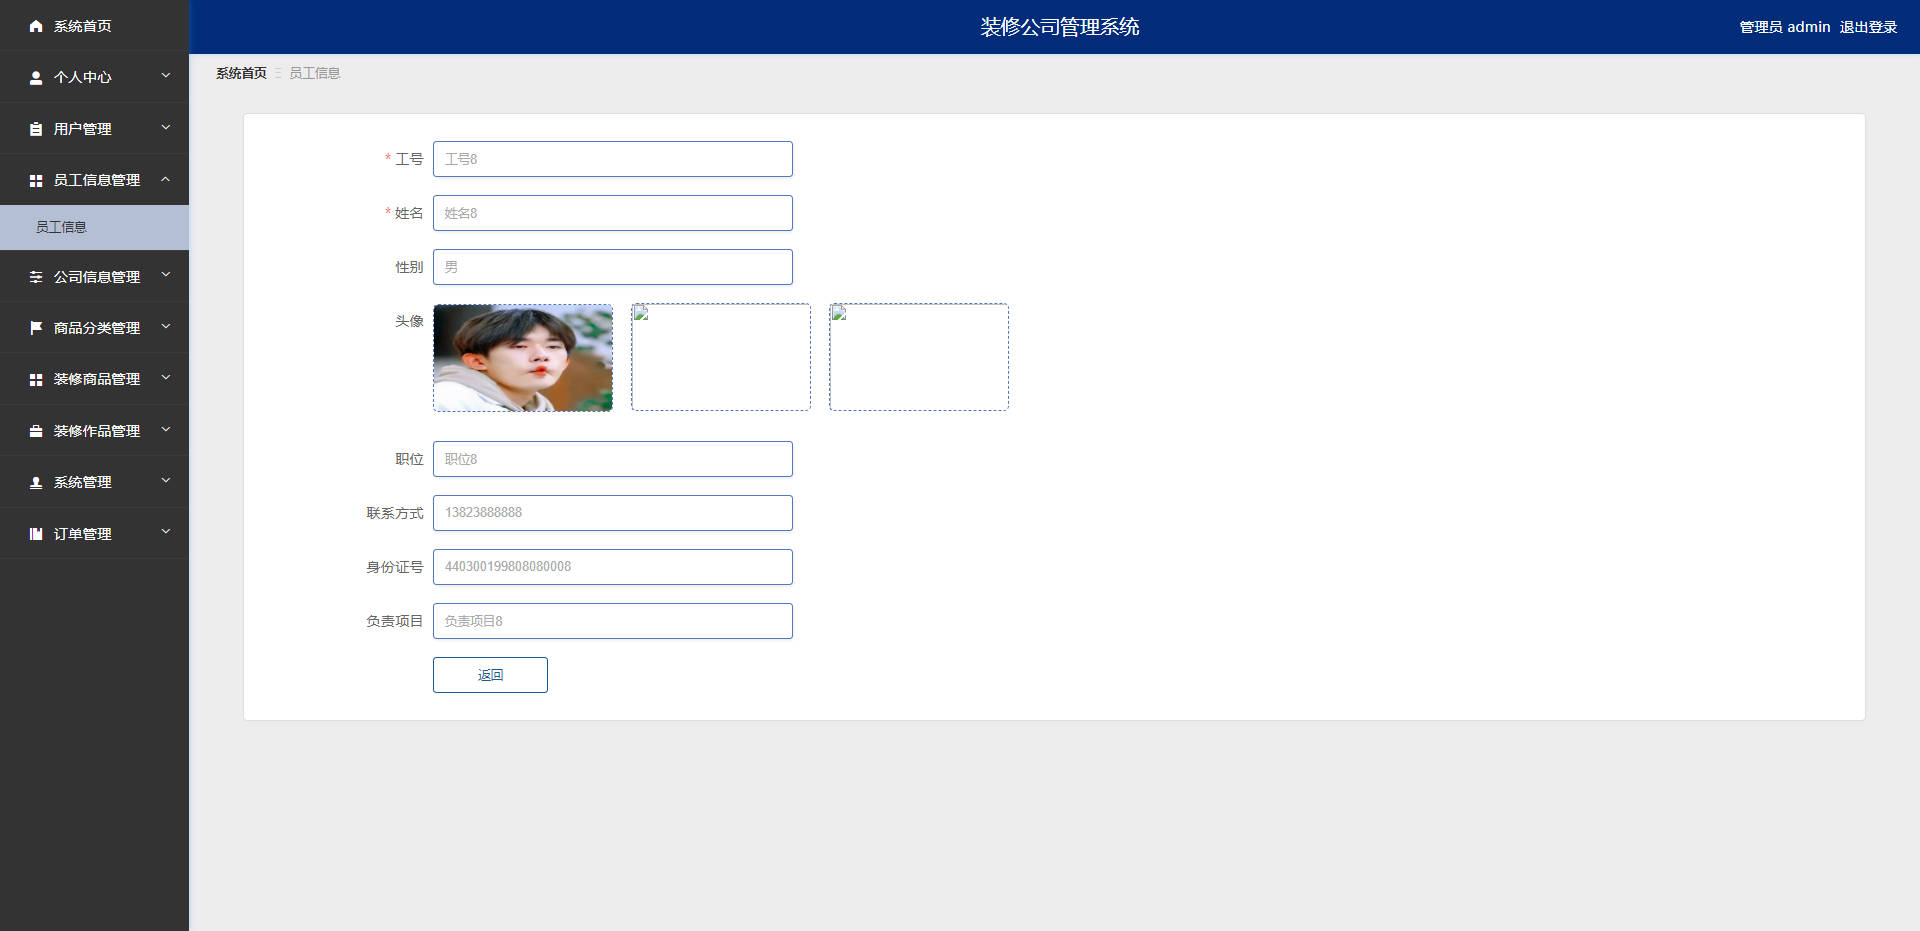 装修公司管理系统
管理员 admin 退出登录
系统首页
个人中心
用户管理
员工信息管理
员工信息
公司信息管理
商品分类管理
装修商品管理
装修作品管理
系统管理
订单管理
系统首页 员工信息
* 工号 工号8
* 姓名 姓名8
性别 男
头像
职位 职位8
联系方式 13823888888
身份证号 440300199808080008
负责项目 负责项目8
返回